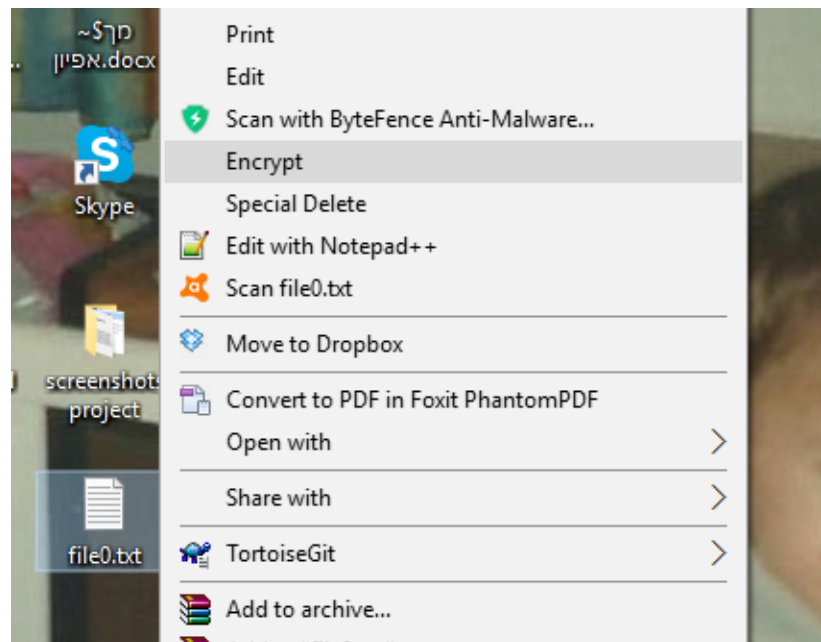 ~$מך
אפיון.docx
..
Skype
screenshots
project
file0.txt
Print
Edit
Scan with ByteFence Anti-Malware...
Encrypt
Special Delete
Edit with Notepad++
Scan file0.txt
Move to Dropbox
Convert to PDF in Foxit PhantomPDF
Open with
Share with
TortoiseGit
Add to archive...